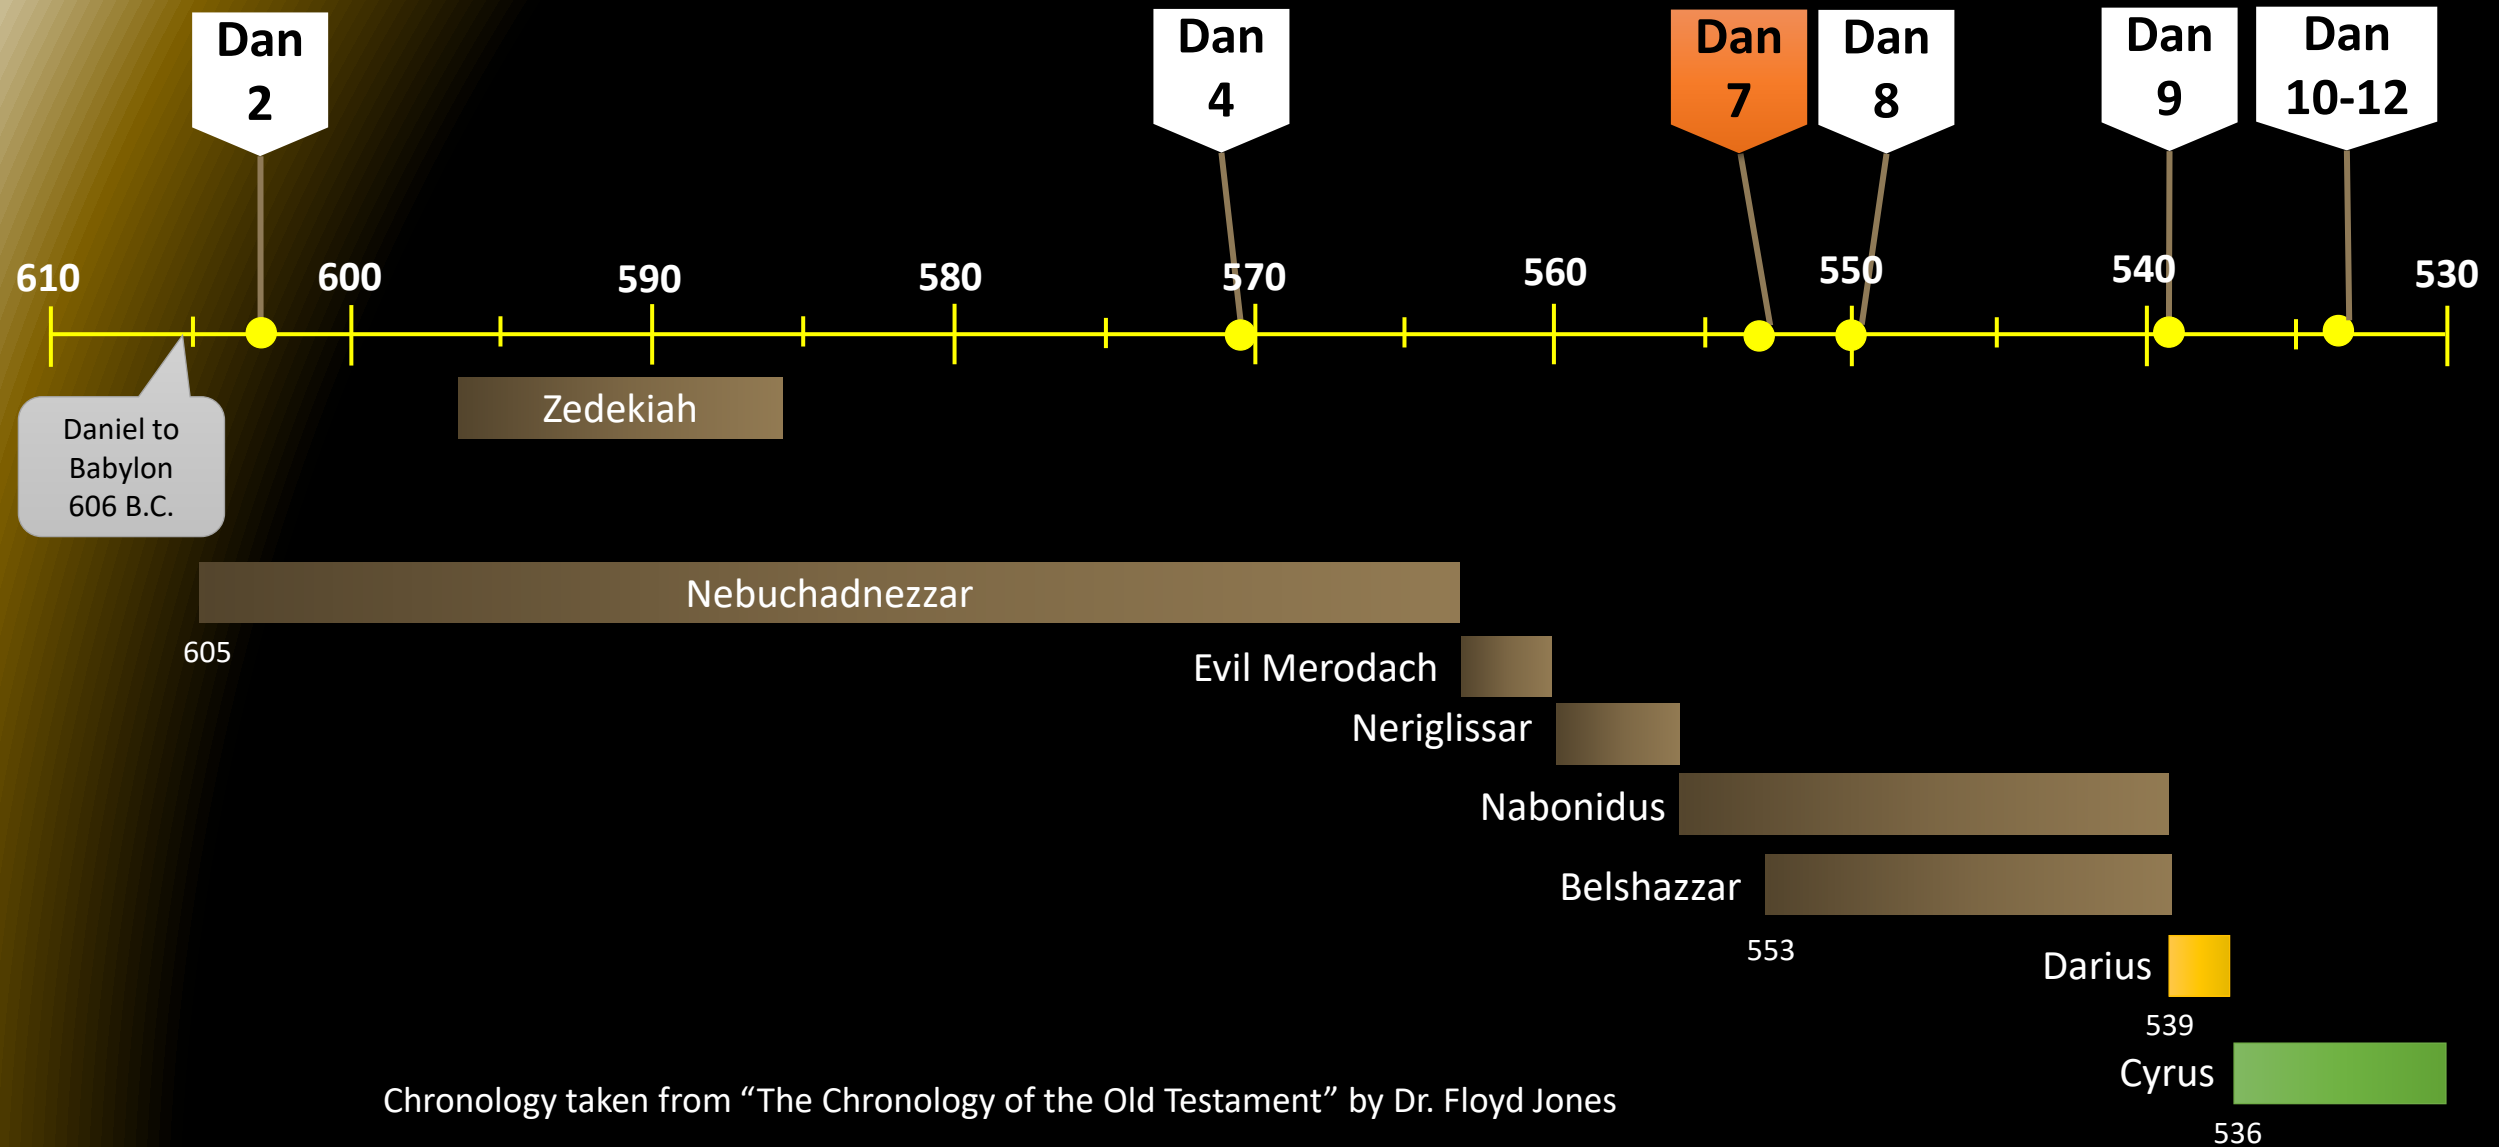 Dan
2
Dan
4
Dan
7
Dan
8
Dan
9
Dan
10-12
610
600
590
580
570
560
550
540
530
Zedekiah
Daniel to
Babylon
606 B.C.
Nebuchadnezzar
605
Evil Merodach
Neriglissar
Nabonidus
Belshazzar
553
Darius
539
Cyrus
536
Chronology taken from “The Chronology of the Old Testament” by Dr. Floyd Jones